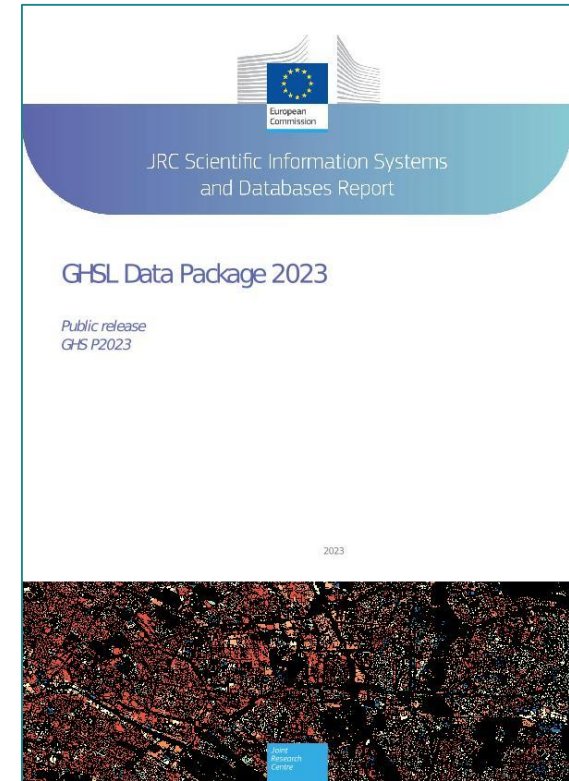 European
Commission
JRC Scientific Information Systems
and Databases Report
GHSL Data Package 2023
Public release
GHS P2023
2023
Joint
Research
Centre